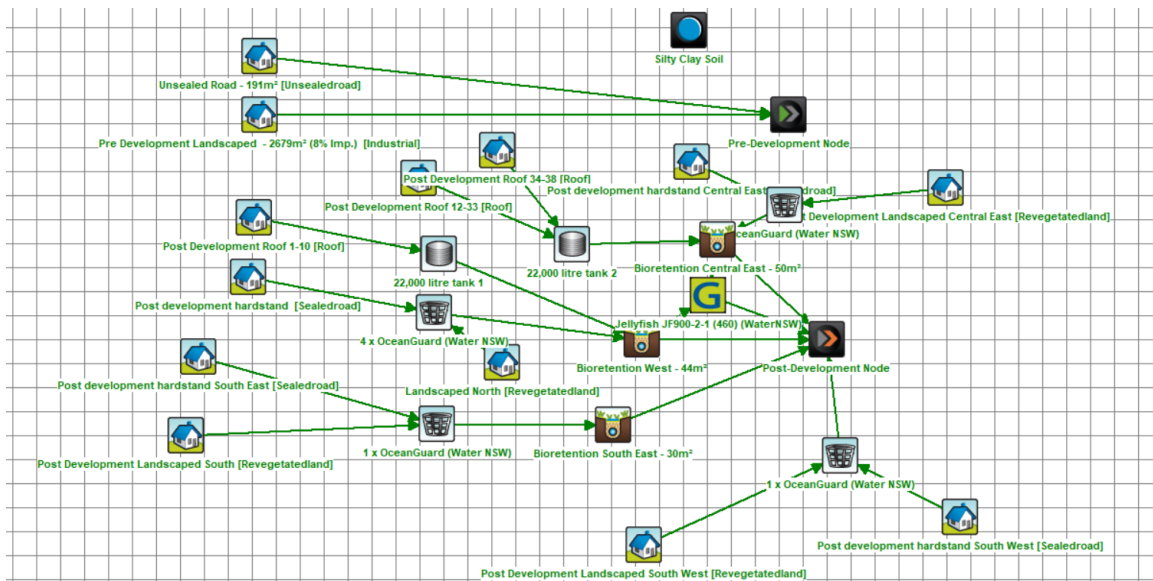 Silty Clay Soil
Unsealed Road - 191m² [Unsealedroad]
Pre Development Landscaped - 2679m² (8% Imp.) [Industrial]
Pre-Development Node
Post Development Roof 34-38 [Roof]
Post development hardstand Central East
road]
Post Development Roof 12-33 [Roof]
Development Landscaped Central East [Revegetatedland]
OceanGuard (Water NSW)
Post Development Roof 1-10 [Roof]
22,000 litre tank 2
Bioretention Central East - 50m²
22,000 litre tank 1
Post development hardstand [Sealedroad]
G
Jellyfish JF900-2-1 (460) (WaterNSW)
4 x OceanGuard (Water NSW)
Bioretention West - 44m²
Post-Development Node
Post development hardstand South East [Sealedroad]
Landscaped North [Revegetatedland]
1 x OceanGuard (Water NSW)
Bioretention South East - 30m²
Post Development Landscaped South [Revegetatedland]
1 x OceanGuard (Water NSW)
Post development hardstand South West [Sealedroad]
Post Development Landscaped South West [Revegetatedland]